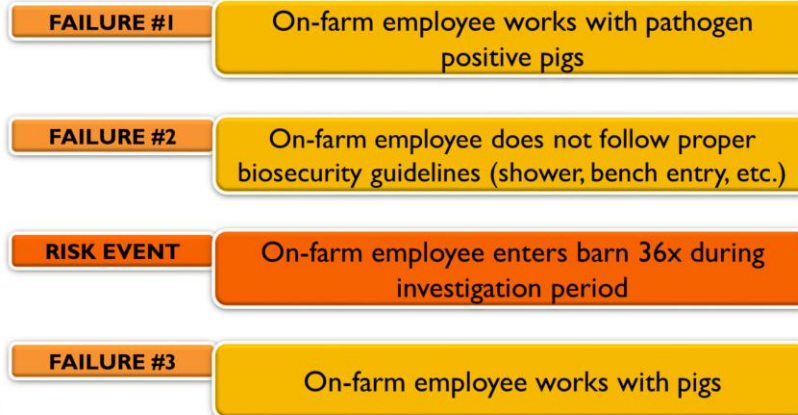 FAILURE #1
On-farm employee works with pathogen
positive pigs
FAILURE #2
On-farm employee does not follow proper
biosecurity guidelines (shower, bench entry, etc.)
RISK EVENT
On-farm employee enters barn 36x during
investigation period
FAILURE #3
On-farm employee works with pigs